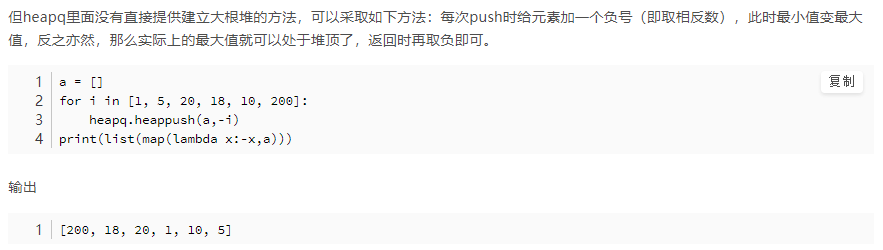 但heapq里面没有直接提供建立大根堆的方法，可以采取如下方法：每次push时给元素加一个负号（即取相反数），此时最小值变最大
值，反之亦然，那么实际上的最大值就可以处于堆顶了，返回时再取负即可。
1 a = []
复制
2 for i in [1, 5, 20, 18, 10, 200]:
3     heapq.heappush(a,-i)
4 print(list(map(lambda x:-x,a)))
输出
1 [200, 18, 20, 1, 10, 5]